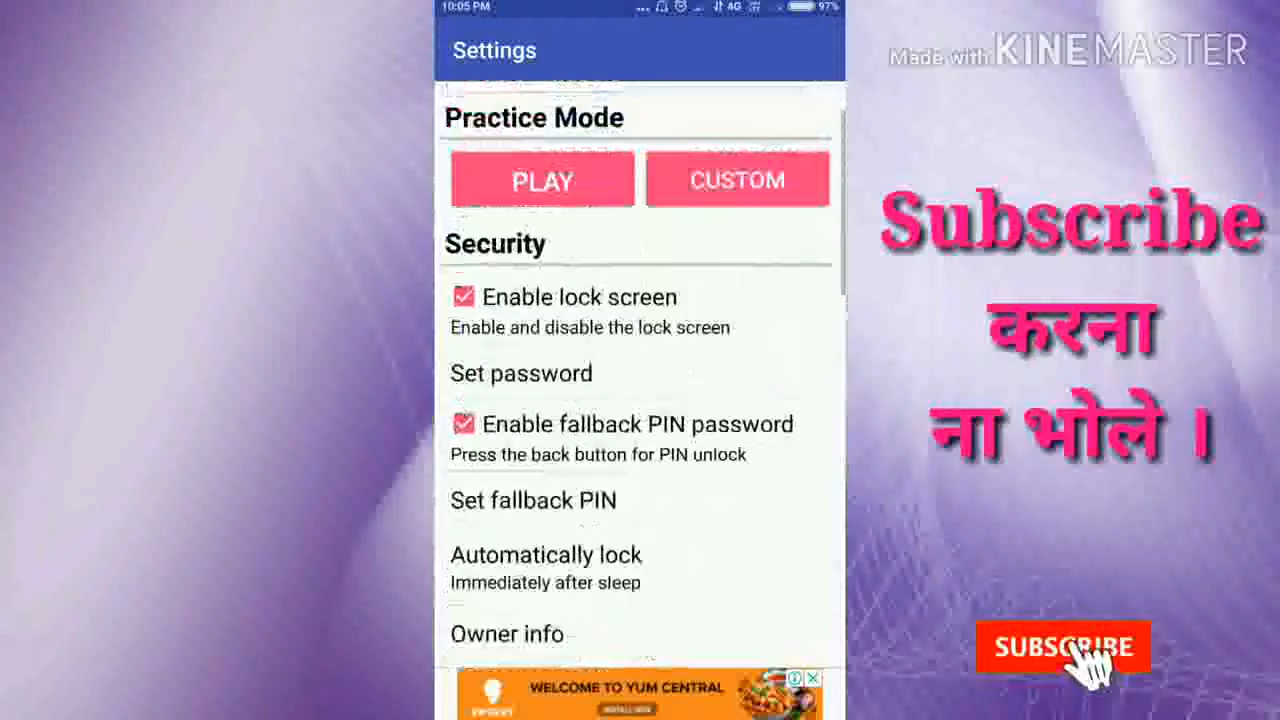 10:05 PM
4G
97%
Settings
Made with KINEMASTER
Practice Mode
PLAY
CUSTOM
Security
Enable lock screen
Enable and disable the lock screen
Set password
Enable fallback PIN password
Press the back button for PIN unlock
Set fallback PIN
Automatically lock
Immediately after sleep
Owner info
WELCOME TO YUM CENTRAL
INSTALL NOW
Subscribe
करना
ना भोले ।
SUBSCRIBE